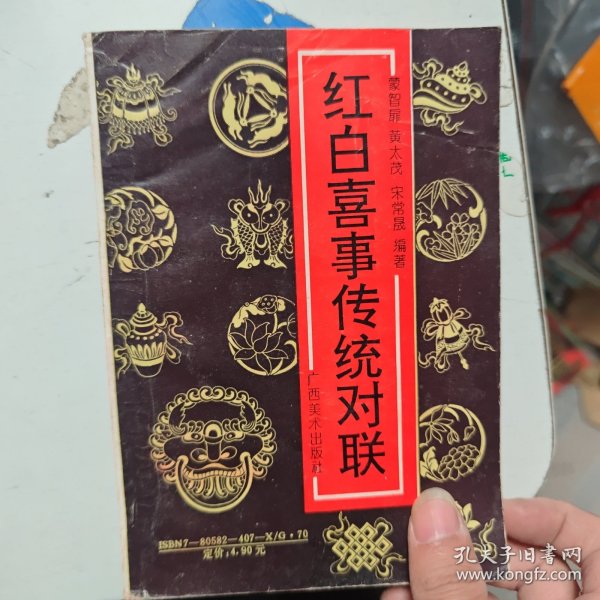 红白喜事传统对联
蒙智扉 黄太茂 宋常晟 编著
广西美术出版社
ISBN7—80582—407—X/G·70
定价:4.90元
孔夫子旧书网
www.kongfz.com